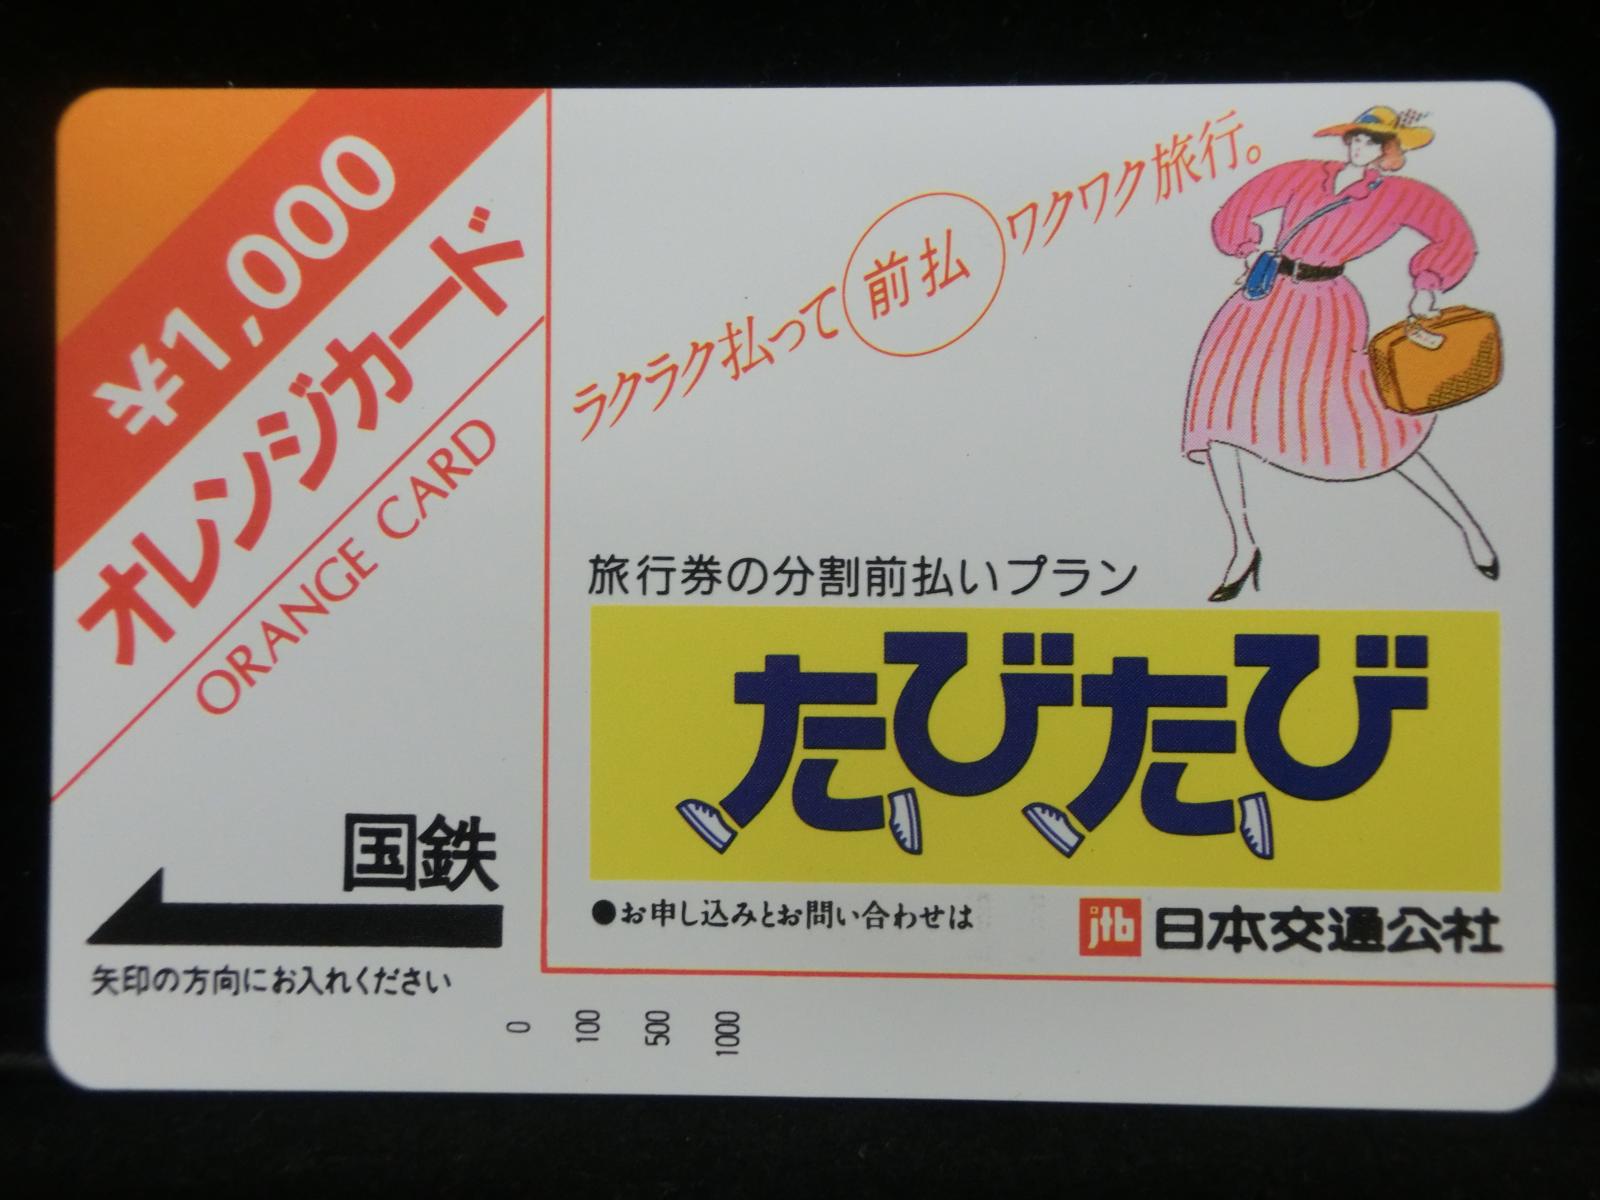 ¥1,000
オレンジカード
ORANGE CARD
国鉄
矢印の方向にお入れください
ラクラク払って前払ワクワク旅行。
旅行券の分割前払いプラン
たびたび
●お申し込みとお問い合わせは
jtb 日本交通公社
0 100 500 1000